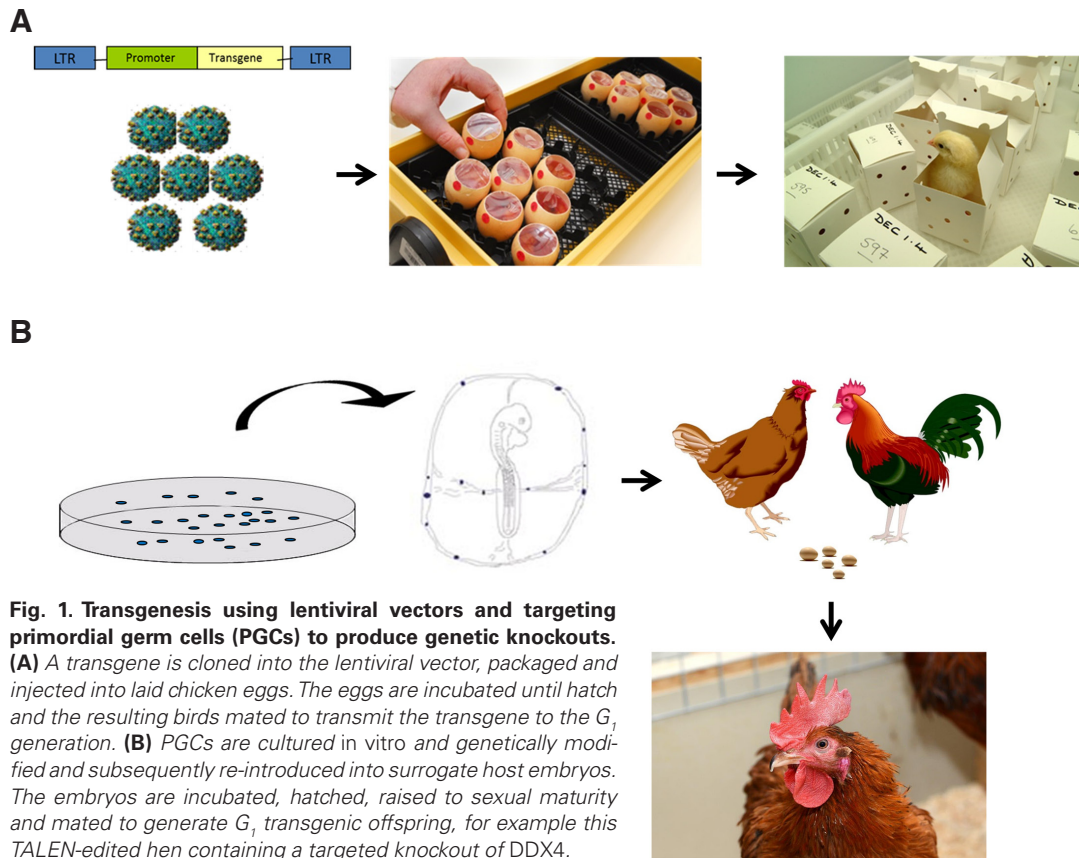 A
LTR Promoter Transgene LTR
595
DEC 1.4
597
DEC 1.4
B
Fig. 1. Transgenesis using lentiviral vectors and targeting
primordial germ cells (PGCs) to produce genetic knockouts.
(A) A transgene is cloned into the lentiviral vector, packaged and
injected into laid chicken eggs. The eggs are incubated until hatch
and the resulting birds mated to transmit the transgene to the G1
generation. (B) PGCs are cultured in vitro and genetically modi-
fied and subsequently re-introduced into surrogate host embryos.
The embryos are incubated, hatched, raised to sexual maturity
and mated to generate G1 transgenic offspring, for example this
TALEN-edited hen containing a targeted knockout of DDX4.